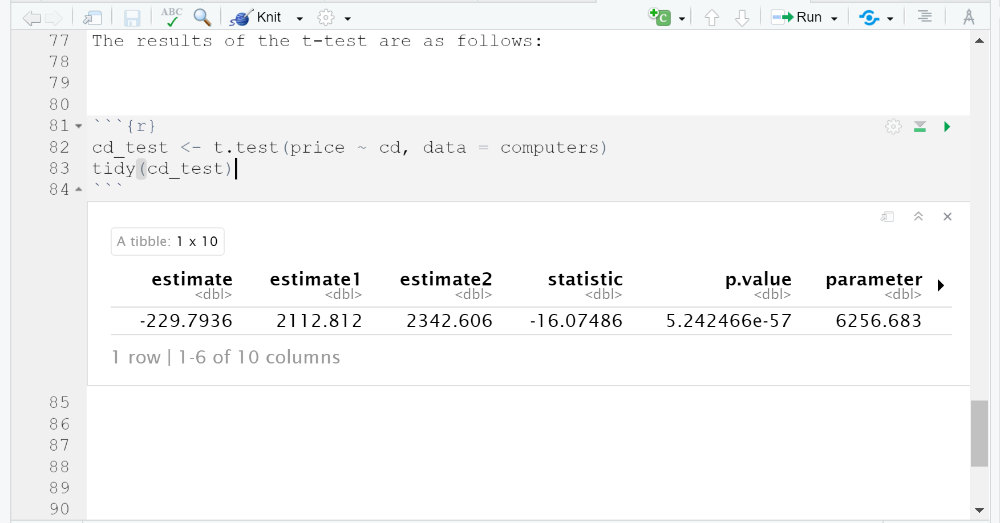 ABC Knit C Run
77 The results of the t-test are as follows:
78
79
80
81 ```{r}
82 cd_test <- t.test(price ~ cd, data = computers)
83 tidy(cd_test)
84 ```
A tibble: 1 x 10
estimate estimate1 estimate2 statistic p.value parameter
<dbl> <dbl> <dbl> <dbl> <dbl> <dbl>
-229.7936 2112.812 2342.606 -16.07486 5.242466e-57 6256.683
1 row | 1-6 of 10 columns
85
86
87
88
89
90